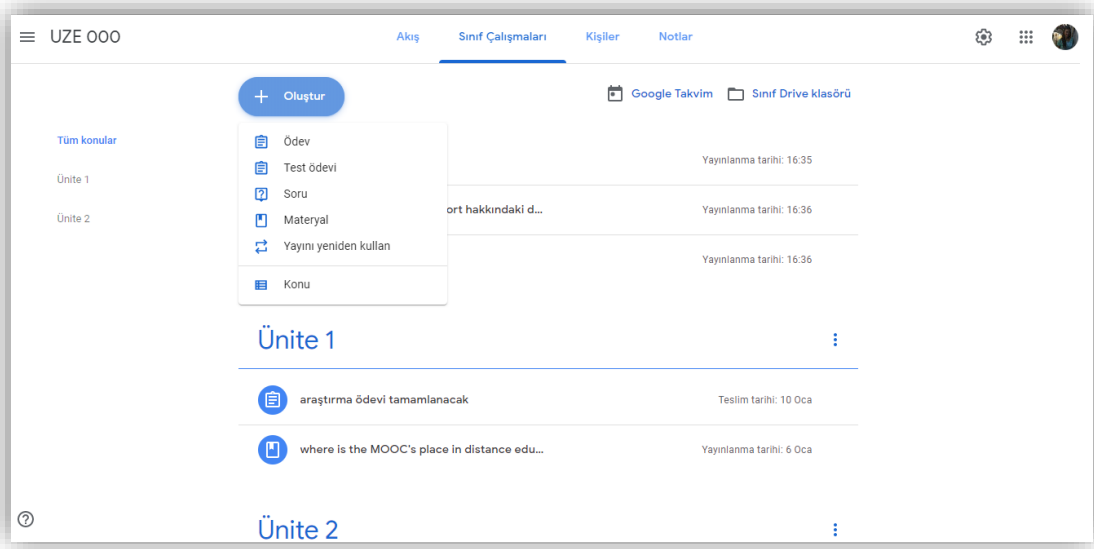 UZE 000
Akış Sınıf Çalışmaları Kişiler Notlar
Oluştur
Google Takvim Sınıf Drive klasörü
Tüm konular
Ünite 1
Ünite 2
Ödev
Test ödevi
Soru
Materyal
Yayını yeniden kullan
Konu
Yayınlanma tarihi: 16:35
ort hakkındaki d... Yayınlanma tarihi: 16:36
Yayınlanma tarihi: 16:36
Ünite 1
araştırma ödevi tamamlanacak Teslim tarihi: 10 Oca
where is the MOOC's place in distance edu... Yayınlanma tarihi: 6 Oca
Ünite 2